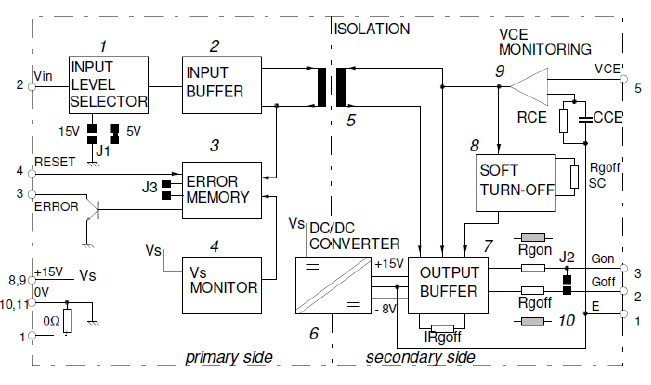 ISOLATION
VCE
MONITORING
1
2
9
VCE
5
2
Vin
INPUT
LEVEL
SELECTOR
INPUT
BUFFER
RCE
CCE
15V
5V
J1
5
3
8
4
RESET
ERROR
MEMORY
J3
SOFT
TURN-OFF
Rgoff
SC
3
ERROR
4
Vs
Vs
MONITOR
Vs
DC/DC
CONVERTER
7
Rgon
J2
Gon
3
8,9
+15V
Vs
+15V
OUTPUT
BUFFER
Goff
2
10,11
0V
- 8V
Rgoff
E
1
0Ω
1
6
IRgoff
10
primary side
secondary side